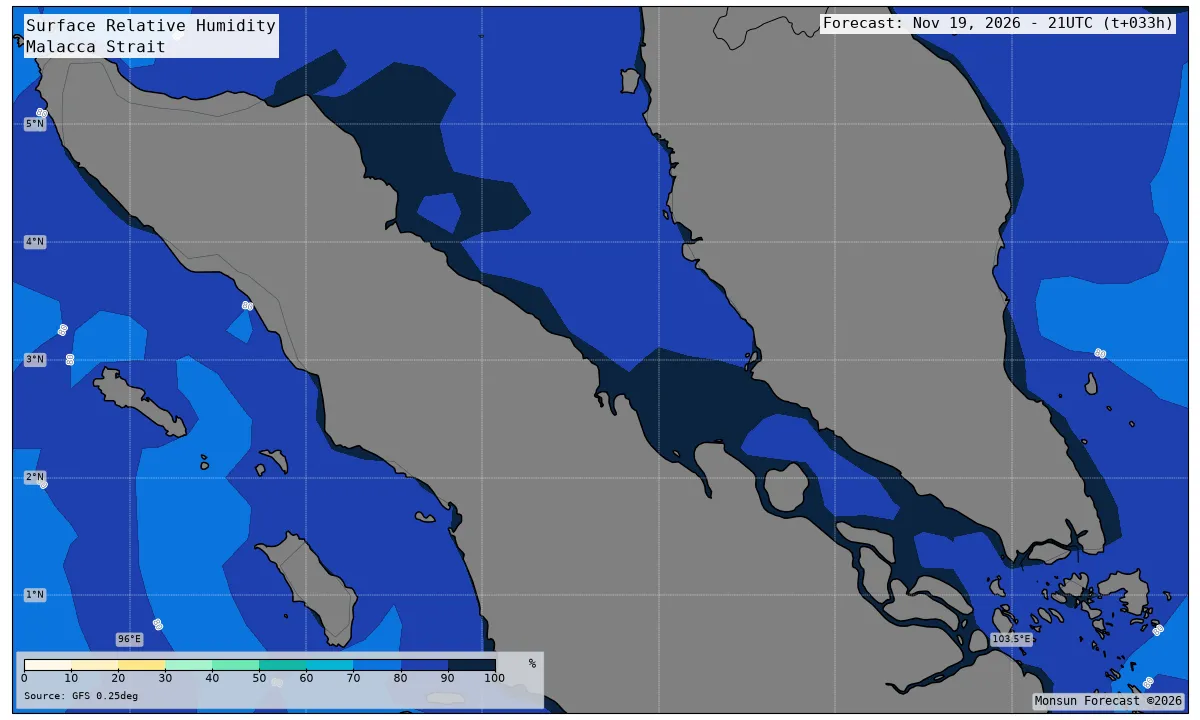 Surface Relative Humidity
Malacca Strait
Forecast: Nov 19, 2026 - 21UTC (t+033h)
80
5°N
4°N
80
80
3°N
80
80
2°N
1°N
80
80
96°E
103.5°E
%
0 10 20 30 40 50 60 70 80 90 100
Source: GFS 0.25deg
80
Monsun Forecast ©2026